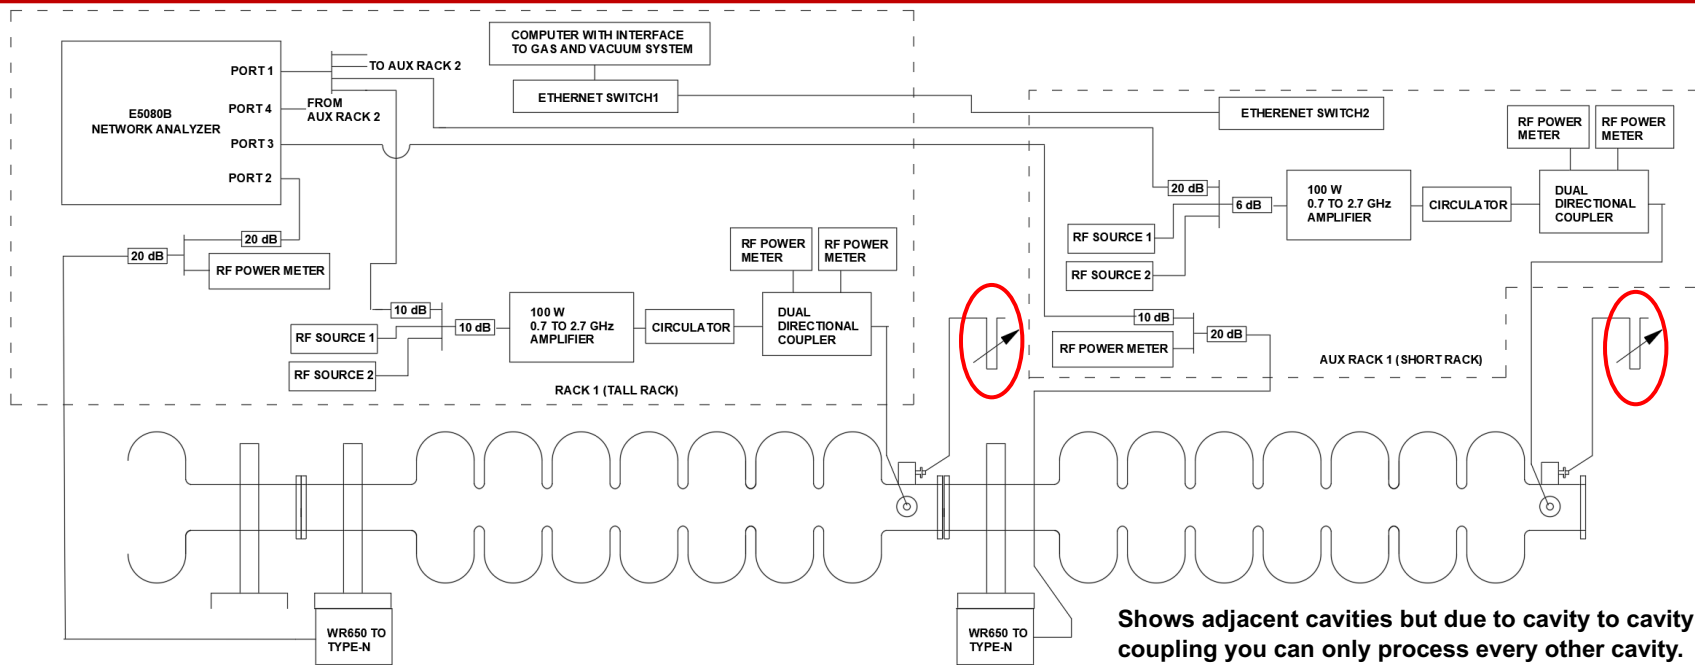 COMPUTER WITH INTERFACE
TO GAS AND VACUUM SYSTEM
ETHERNET SWITCH1
E5080B
NETWORK ANALYZER
PORT 1
PORT 4
PORT 3
PORT 2
TO AUX RACK 2
FROM
AUX RACK 2
20 dB
20 dB
RF POWER METER
10 dB
10 dB
RF SOURCE 1
RF SOURCE 2
100 W
0.7 TO 2.7 GHz
AMPLIFIER
CIRCULATOR
RF POWER
METER
RF POWER
METER
DUAL
DIRECTIONAL
COUPLER
RACK 1 (TALL RACK)
ETHERENET SWITCH2
RF POWER
METER
RF POWER
METER
20 dB
6 dB
RF SOURCE 1
RF SOURCE 2
100 W
0.7 TO 2.7 GHz
AMPLIFIER
CIRCULATOR
DUAL
DIRECTIONAL
COUPLER
10 dB
20 dB
RF POWER METER
AUX RACK 1 (SHORT RACK)
WR650 TO
TYPE-N
WR650 TO
TYPE-N
Shows adjacent cavities but due to cavity to cavity
coupling you can only process every other cavity.